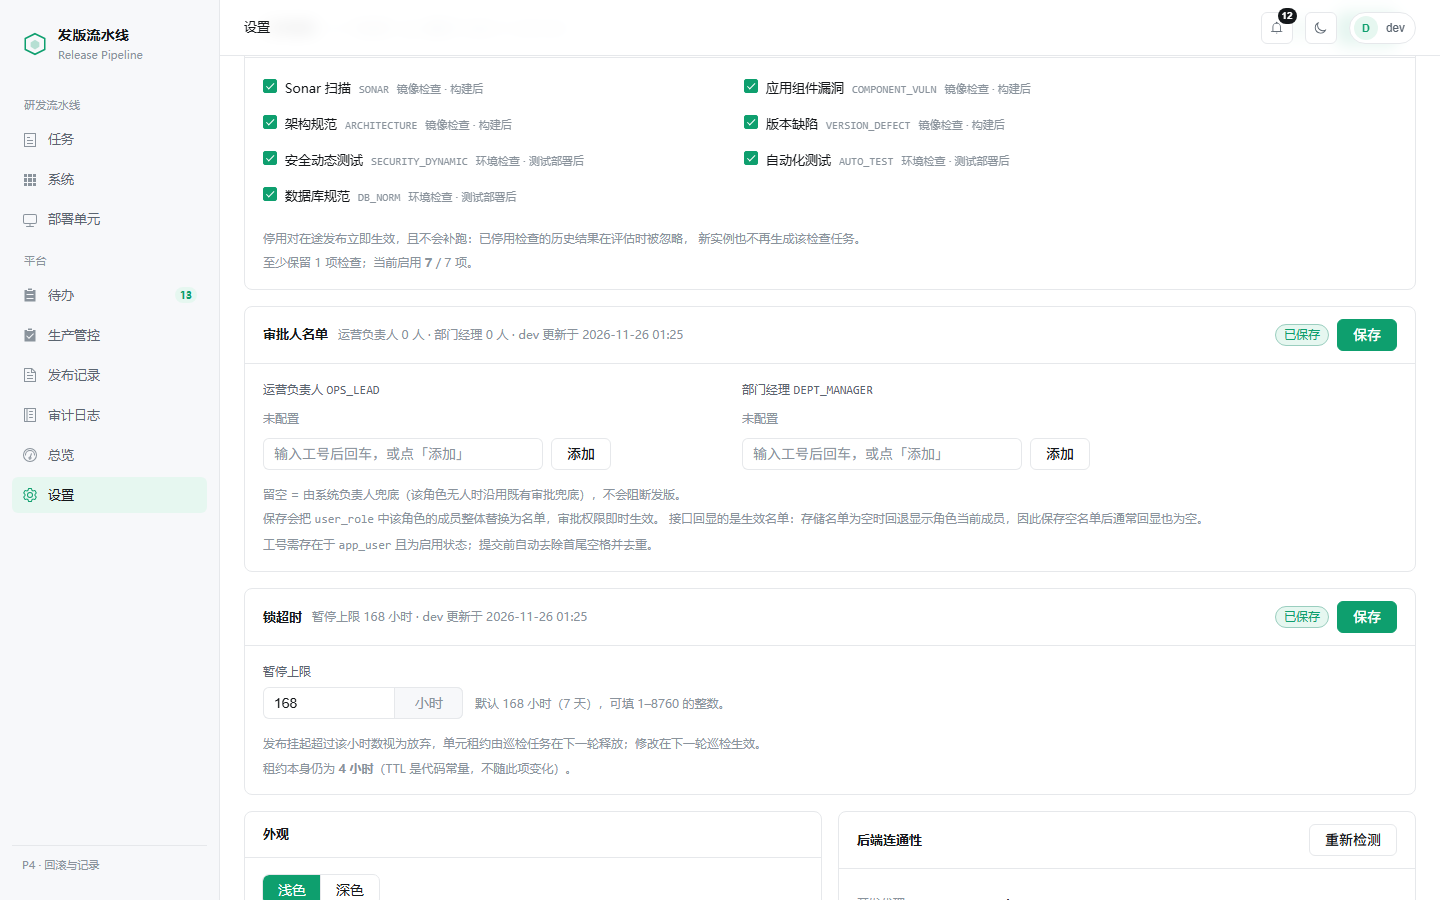 发版流水线
Release Pipeline
研发流水线
任务
系统
部署单元
平台
待办 13
生产管控
发布记录
审计日志
总览
设置
P4 · 回滚与记录
设置
12
D dev
Sonar 扫描 SONAR 镜像检查 · 构建后
应用组件漏洞 COMPONENT_VULN 镜像检查 · 构建后
架构规范 ARCHITECTURE 镜像检查 · 构建后
版本缺陷 VERSION_DEFECT 镜像检查 · 构建后
安全动态测试 SECURITY_DYNAMIC 环境检查 · 测试部署后
自动化测试 AUTO_TEST 环境检查 · 测试部署后
数据库规范 DB_NORM 环境检查 · 测试部署后
停用对在途发布立即生效，且不会补跑：已停用检查的历史结果在评估时被忽略， 新实例也不再生成该检查任务。
至少保留 1 项检查；当前启用 7 / 7 项。
审批人名单 运营负责人 0 人 · 部门经理 0 人 · dev 更新于 2026-11-26 01:25
已保存 保存
运营负责人 OPS_LEAD
未配置
输入工号后回车，或点「添加」 添加
部门经理 DEPT_MANAGER
未配置
输入工号后回车，或点「添加」 添加
留空 = 由系统负责人兜底（该角色无人时沿用既有审批兜底），不会阻断发版。
保存会把 user_role 中该角色的成员整体替换为名单，审批权限即时生效。 接口回显的是生效名单：存储名单为空时回退显示角色当前成员，因此保存空名单后通常回显也为空。
工号需存在于 app_user 且为启用状态；提交前自动去除首尾空格并去重。
锁超时 暂停上限 168 小时 · dev 更新于 2026-11-26 01:25
已保存 保存
暂停上限
168 小时 默认 168 小时（7 天），可填 1–8760 的整数。
发布挂起超过该小时数视为放弃，单元租约由巡检任务在下一轮释放；修改在下一轮巡检生效。
租约本身仍为 4 小时（TTL 是代码常量，不随此项变化）。
外观
浅色 深色
后端连通性 重新检测